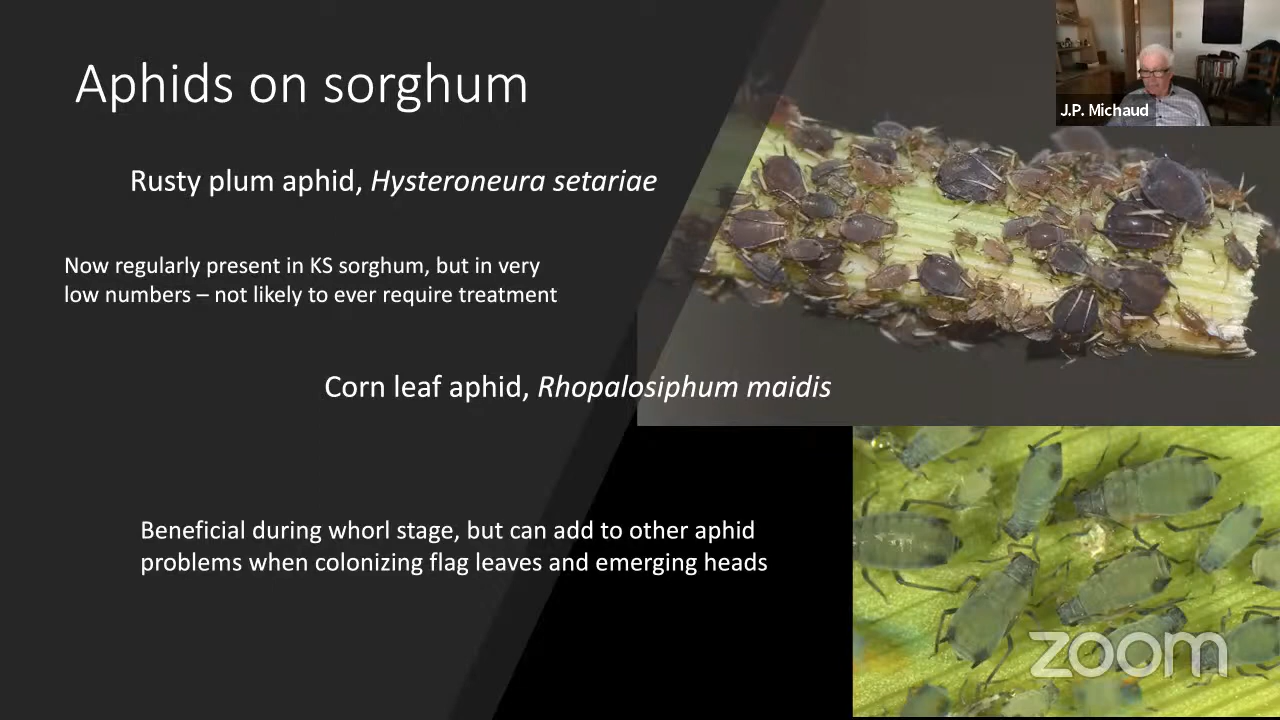 Aphids on sorghum
J.P. Michaud
Rusty plum aphid, Hysteroneura setariae
Now regularly present in KS sorghum, but in very
low numbers – not likely to ever require treatment
Corn leaf aphid, Rhopalosiphum maidis
Beneficial during whorl stage, but can add to other aphid
problems when colonizing flag leaves and emerging heads
zoom